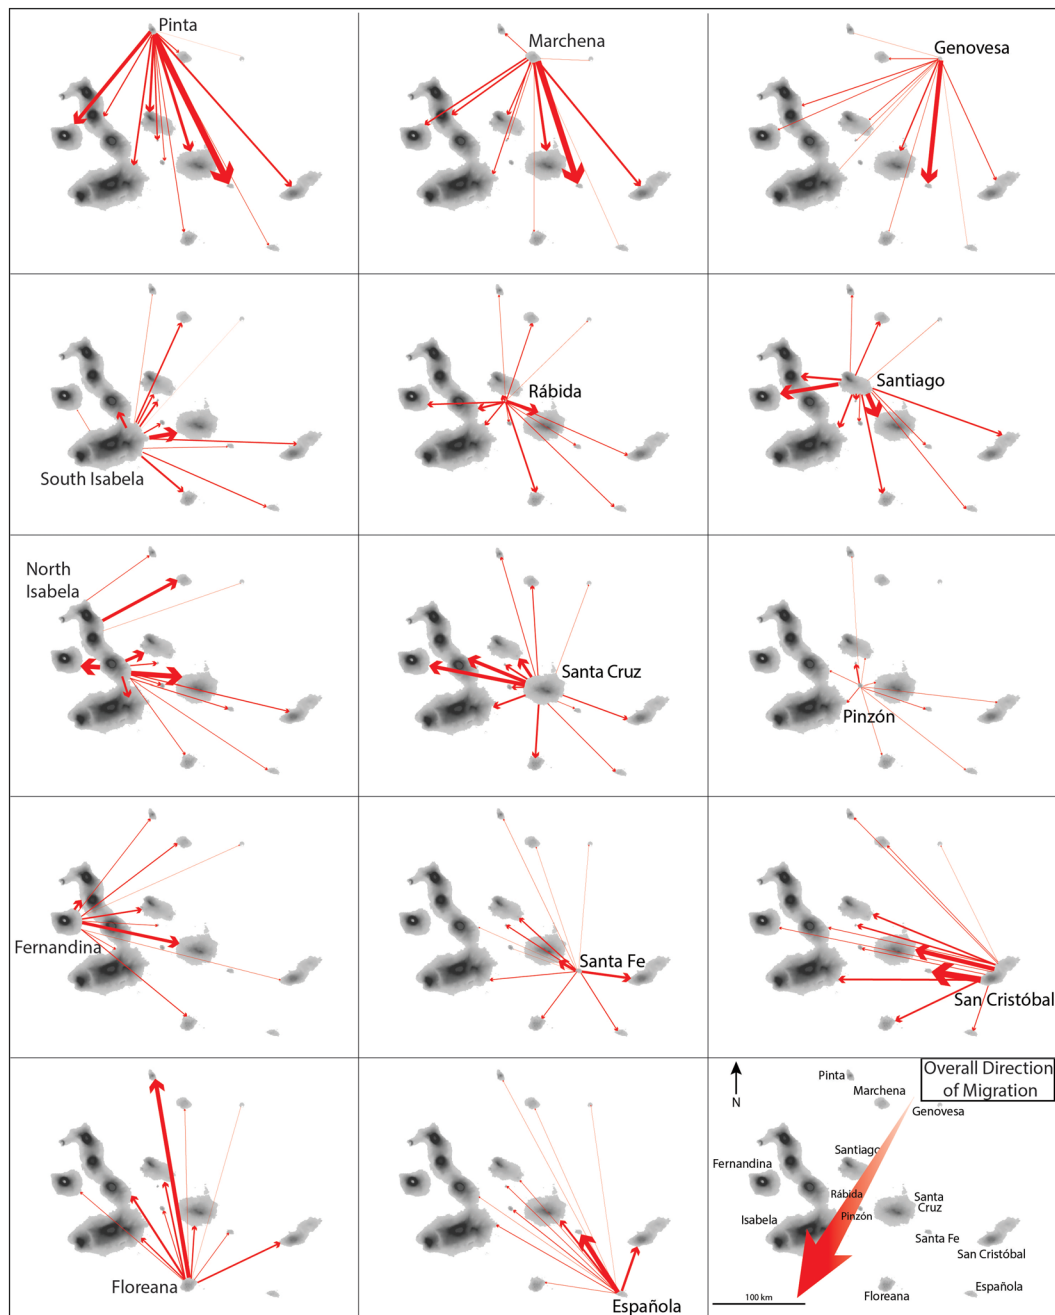 Pinta
Marchena
Genovesa
South Isabela
Rábida
Santiago
North
Isabela
Santa Cruz
Pinzón
Fernandina
Santa Fe
San Cristóbal
Floreana
Española
N
Overall Direction
of Migration
Pinta
Marchena
Genovesa
Santiago
Fernandina
Rábida
Santa
Cruz
Isabela
Pinzón
Santa Fe
San Cristóbal
100 km
Floreana
Española